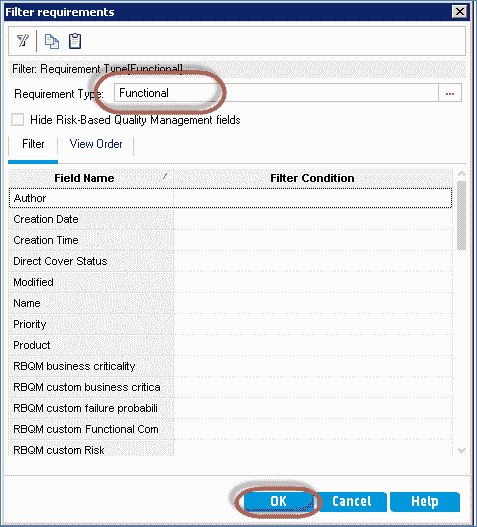 Filter requirements
Filter: Requirement Type[Functional]
Requirement Type: Functional ...
Hide Risk-Based Quality Management fields
Filter View Order
Field Name / Filter Condition
Author
Creation Date
Creation Time
Direct Cover Status
Modified
Name
Priority
Product
RBQM business criticality
RBQM custom business critica
RBQM custom failure probabili
RBQM custom Functional Com
RBQM custom Risk
OK Cancel Help